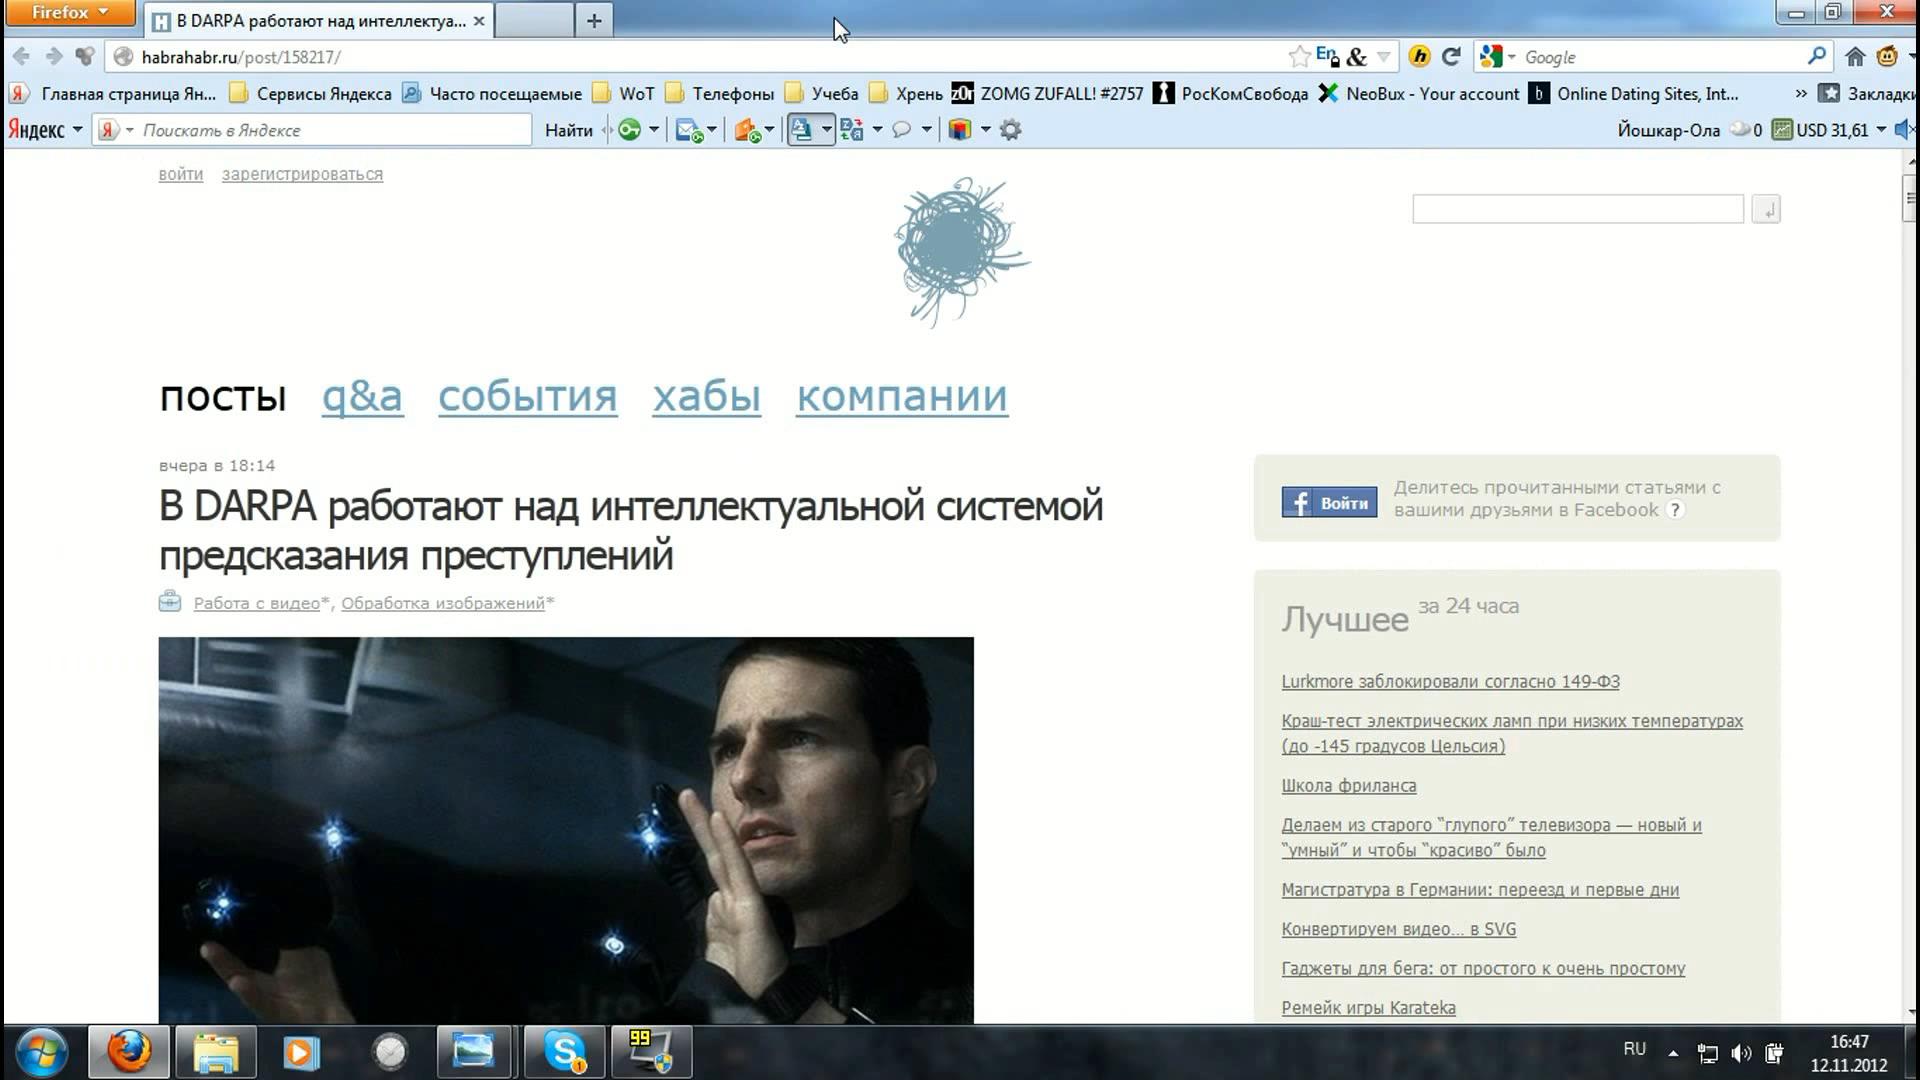 Firefox
В DARPA работают над интеллектуа...
habrahabr.ru/post/158217/
Google
Главная страница Ян...
Сервисы Яндекса
Часто посещаемые
WoT
Телефоны
Учеба
Хрень
ZOMG ZUFALL! #2757
РосКомСвобода
NeoBux - Your account
Online Dating Sites, Int...
Закладки
Яндекс
Поискать в Яндексе
Найти
Йошкар-Ола
0
USD 31,61
войти зарегистрироваться
посты q&a события хабы компании
вчера в 18:14
В DARPA работают над интеллектуальной системой
предсказания преступлений
Работа с видео*, Обработка изображений*
Войти
Делитесь прочитанными статьями с
вашими друзьями в Facebook ?
Лучшее за 24 часа
Lurkmore заблокировали согласно 149-ФЗ
Краш-тест электрических ламп при низких температурах
(до -145 градусов Цельсия)
Школа фриланса
Делаем из старого “глупого” телевизора — новый и
“умный” и чтобы “красиво” было
Магистратура в Германии: переезд и первые дни
Конвертируем видео... в SVG
Гаджеты для бега: от простого к очень простому
Ремейк игры Karateka
99
RU
16:47
12.11.2012